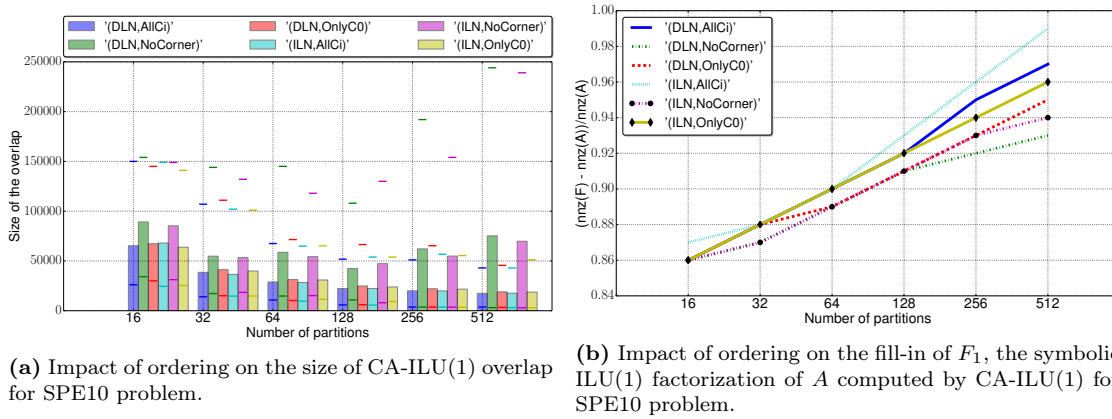 '(DLN,AllCi)'
'(DLN,OnlyC0)'
'(ILN,NoCorner)'
'(DLN,NoCorner)'
'(ILN,AllCi)'
'(ILN,OnlyC0)'
250000
200000
150000
100000
50000
0
Size of the overlap
16 32 64 128 256 512
Number of partitions
(a) Impact of ordering on the size of CA-ILU(1) overlap
for SPE10 problem.
1.00
0.98
0.96
0.94
0.92
0.90
0.88
0.86
0.84
(nnz(F) - nnz(A))/nnz(A)
'(DLN,AllCi)'
'(DLN,NoCorner)'
'(DLN,OnlyC0)'
'(ILN,AllCi)'
'(ILN,NoCorner)'
'(ILN,OnlyC0)'
16 32 64 128 256 512
Number of partitions
(b) Impact of ordering on the fill-in of F₁, the symbolic
ILU(1) factorization of A computed by CA-ILU(1) for
SPE10 problem.